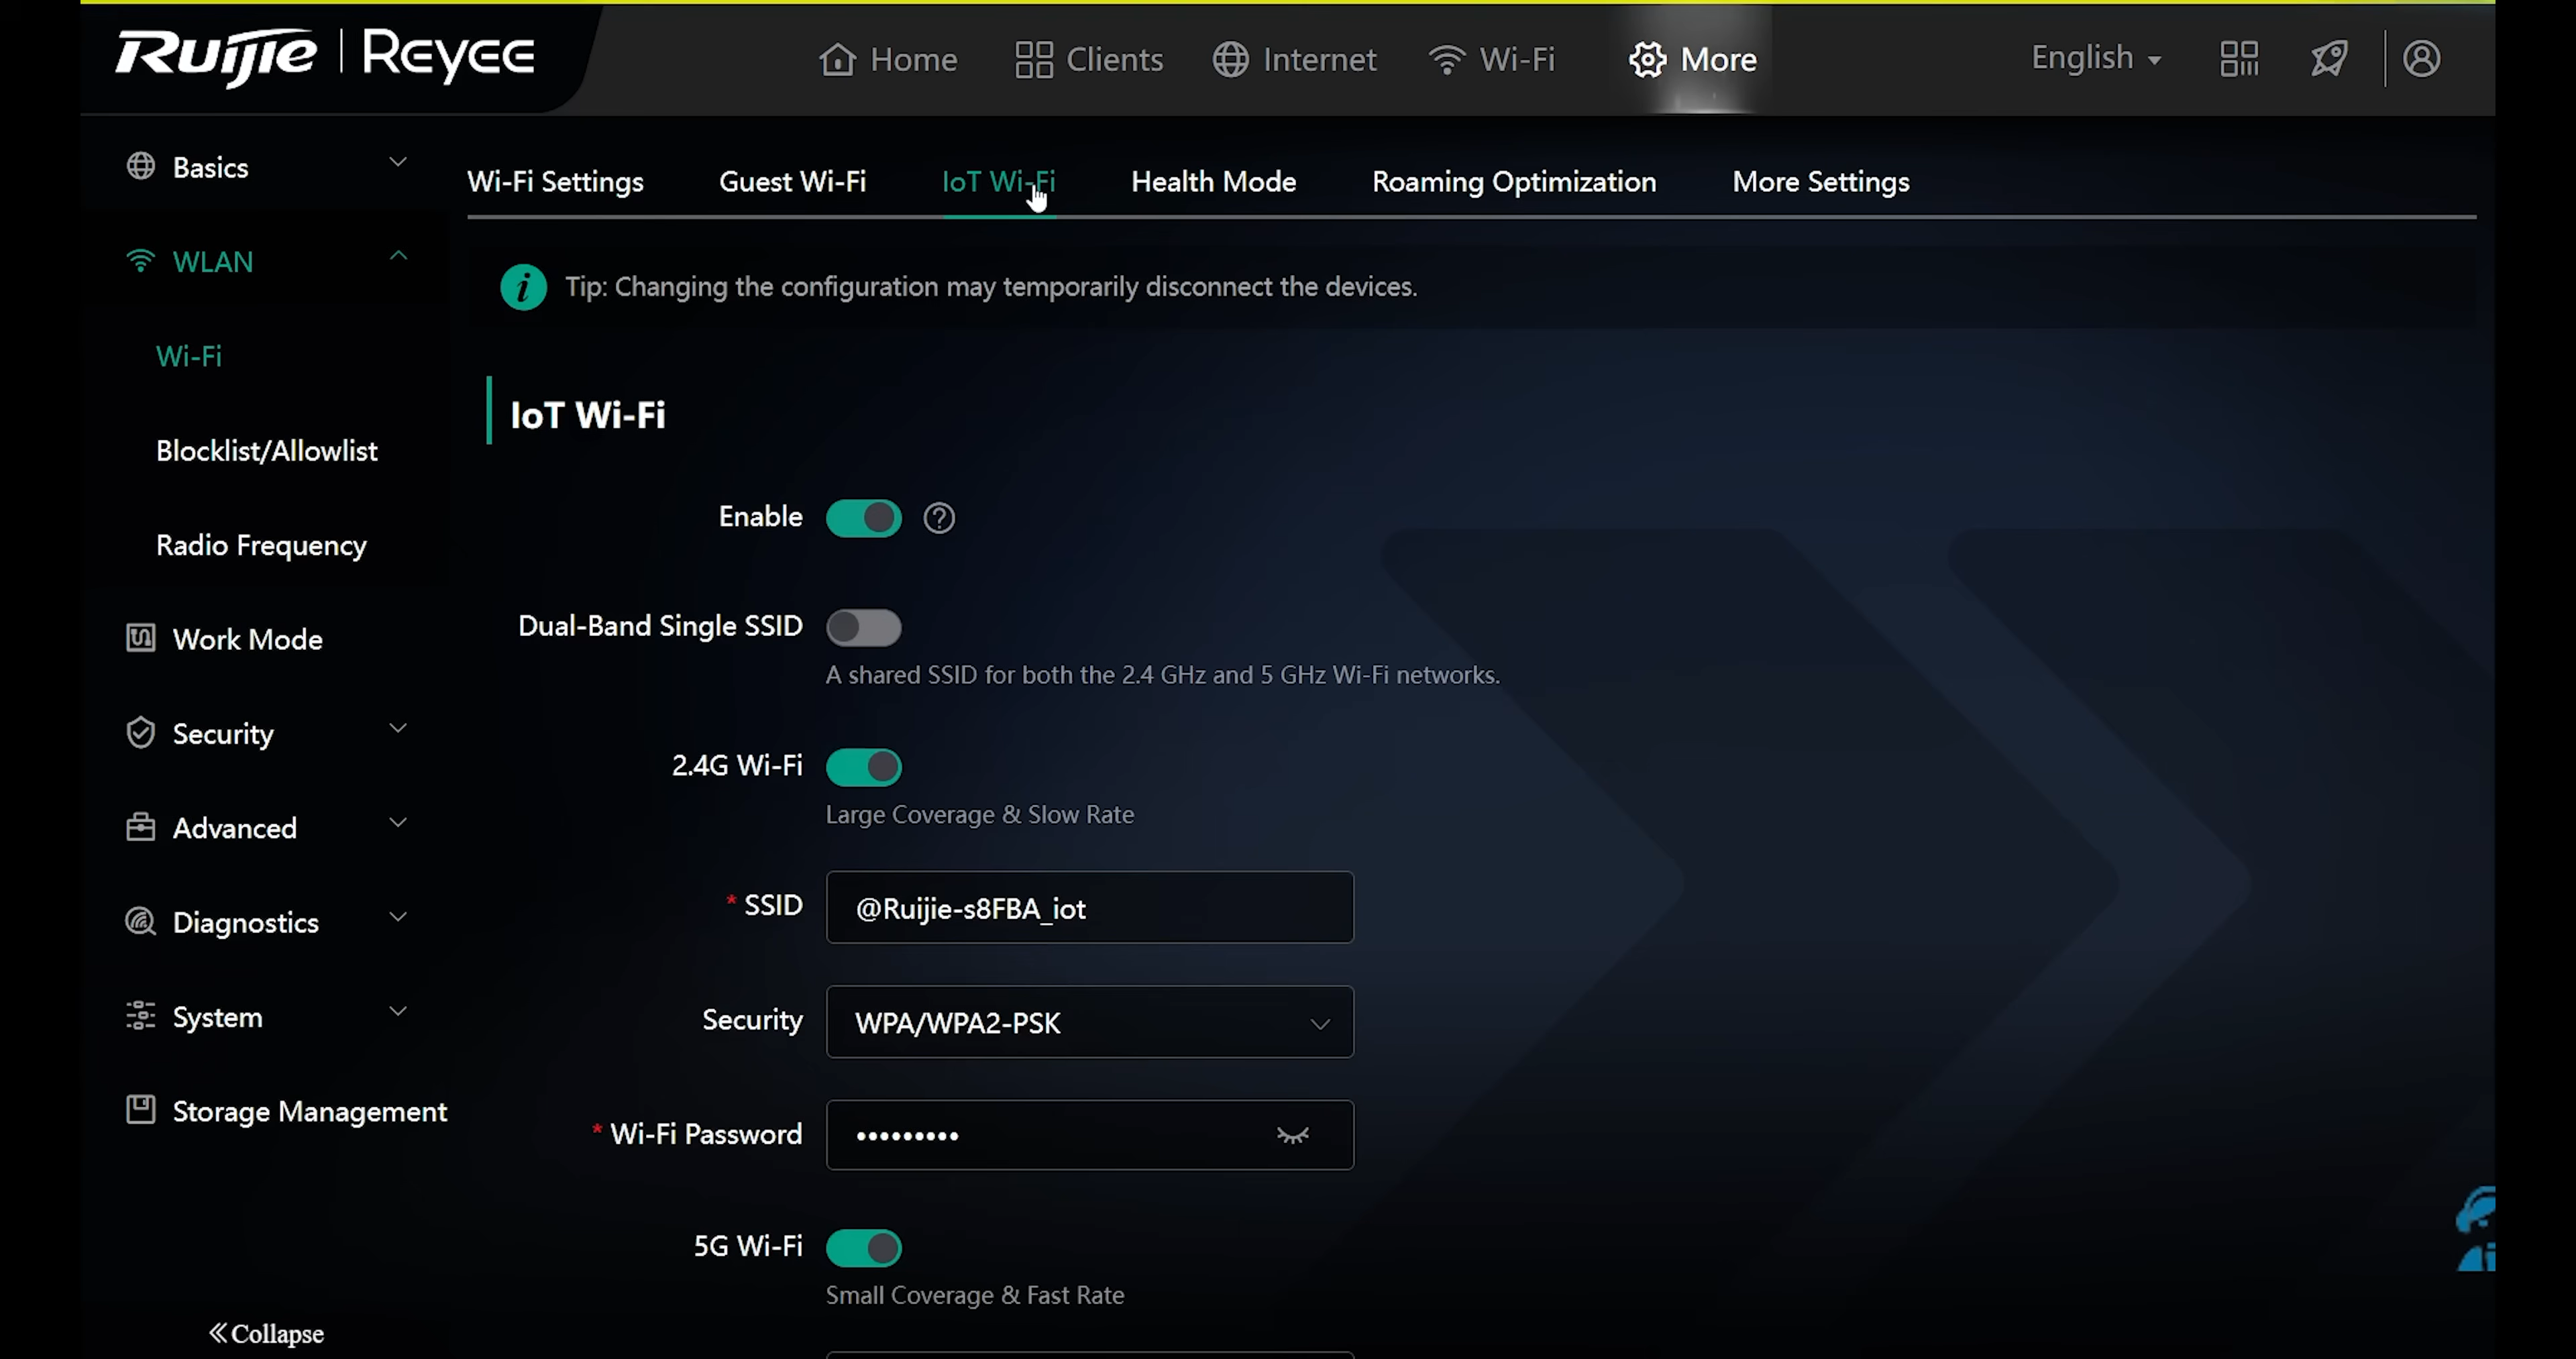 Ruijie | Reyee
Home
Clients
Internet
Wi-Fi
More
English
Basics
WLAN
Wi-Fi
Blocklist/Allowlist
Radio Frequency
Work Mode
Security
Advanced
Diagnostics
System
Storage Management
Collapse
Wi-Fi Settings
Guest Wi-Fi
IoT Wi-Fi
Health Mode
Roaming Optimization
More Settings
Tip: Changing the configuration may temporarily disconnect the devices.
IoT Wi-Fi
Enable
Dual-Band Single SSID
A shared SSID for both the 2.4 GHz and 5 GHz Wi-Fi networks.
2.4G Wi-Fi
Large Coverage & Slow Rate
* SSID
@Ruijie-s8FBA_iot
Security
WPA/WPA2-PSK
* Wi-Fi Password
•••••••••
5G Wi-Fi
Small Coverage & Fast Rate